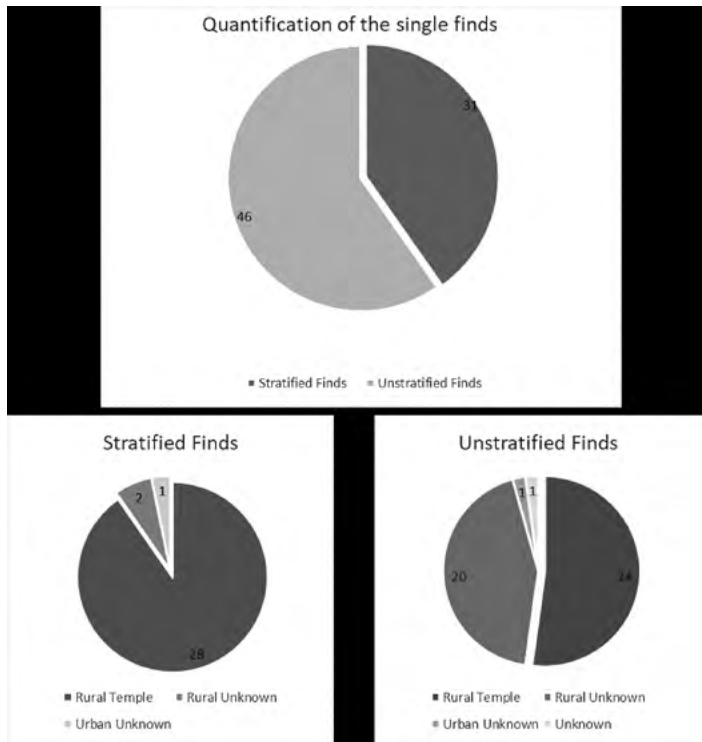 Quantification of the single finds
31
46
Stratified Finds Unstratified Finds
Stratified Finds
2 1
28
Rural Temple Rural Unknown
Urban Unknown
Unstratified Finds
1 1
20 24
Rural Temple Rural Unknown
Urban Unknown Unknown